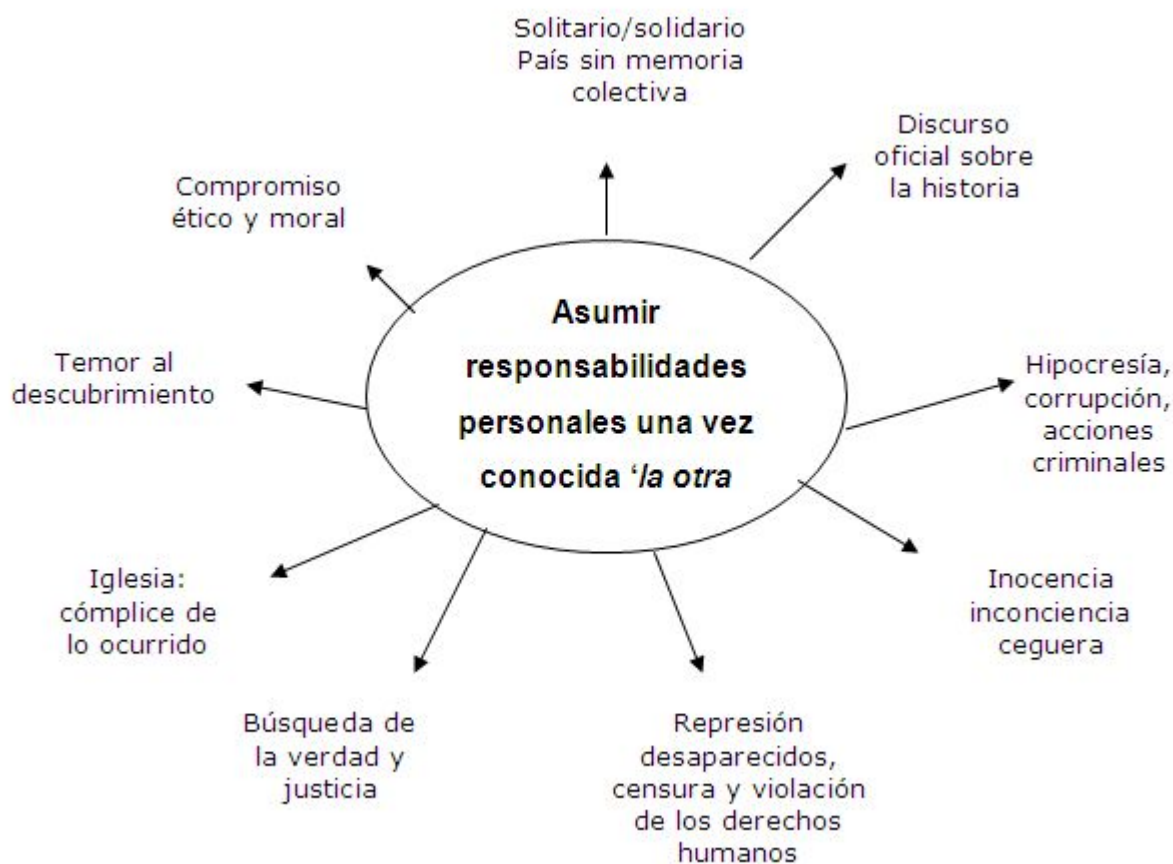 Solitario/solidario
País sin memoria
colectiva
Discurso
oficial sobre
la historia
Compromiso
ético y moral
Asumir
responsabilidades
personales una vez
conocida ‘la otra
Temor al
descubrimiento
Hipocresía,
corrupción,
acciones
criminales
Iglesia:
cómplice de
lo ocurrido
Inocencia
inconciencia
ceguera
Búsqueda de
la verdad y
justicia
Represión
desaparecidos,
censura y violación
de los derechos
humanos